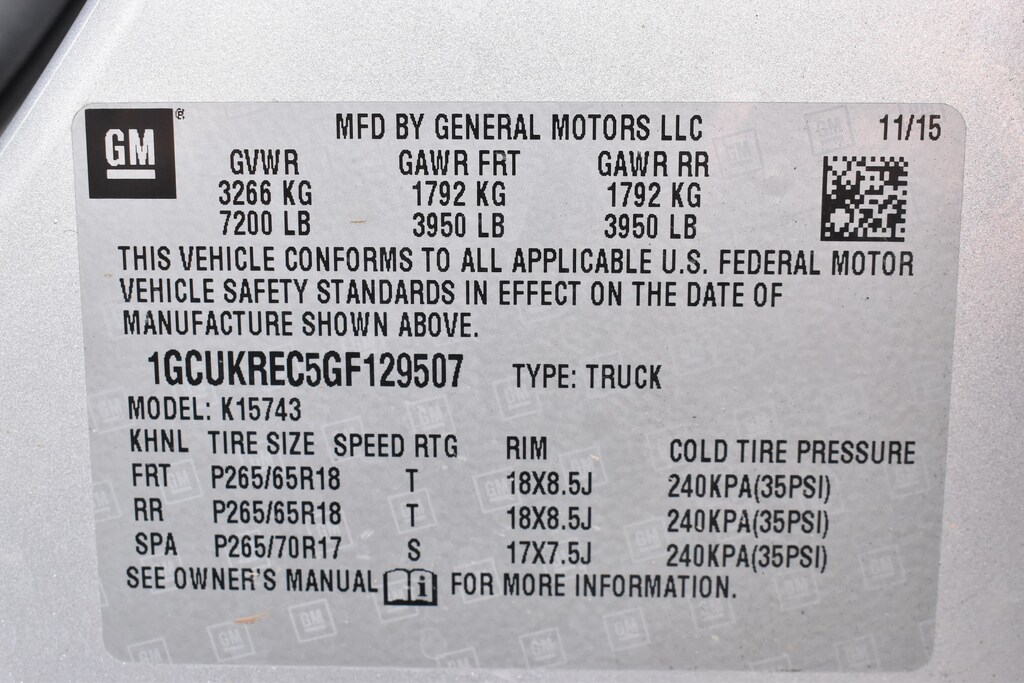 GM
MFD BY GENERAL MOTORS LLC 11/15
GVWR GAWR FRT GAWR RR
3266 KG 1792 KG 1792 KG
7200 LB 3950 LB 3950 LB
THIS VEHICLE CONFORMS TO ALL APPLICABLE U.S. FEDERAL MOTOR
VEHICLE SAFETY STANDARDS IN EFFECT ON THE DATE OF
MANUFACTURE SHOWN ABOVE.
1GCUKREC5GF129507 TYPE: TRUCK
MODEL: K15743
KHNL TIRE SIZE SPEED RTG RIM COLD TIRE PRESSURE
FRT P265/65R18 T 18X8.5J 240KPA(35PSI)
RR P265/65R18 T 18X8.5J 240KPA(35PSI)
SPA P265/70R17 S 17X7.5J 240KPA(35PSI)
SEE OWNER'S MANUAL i FOR MORE INFORMATION.